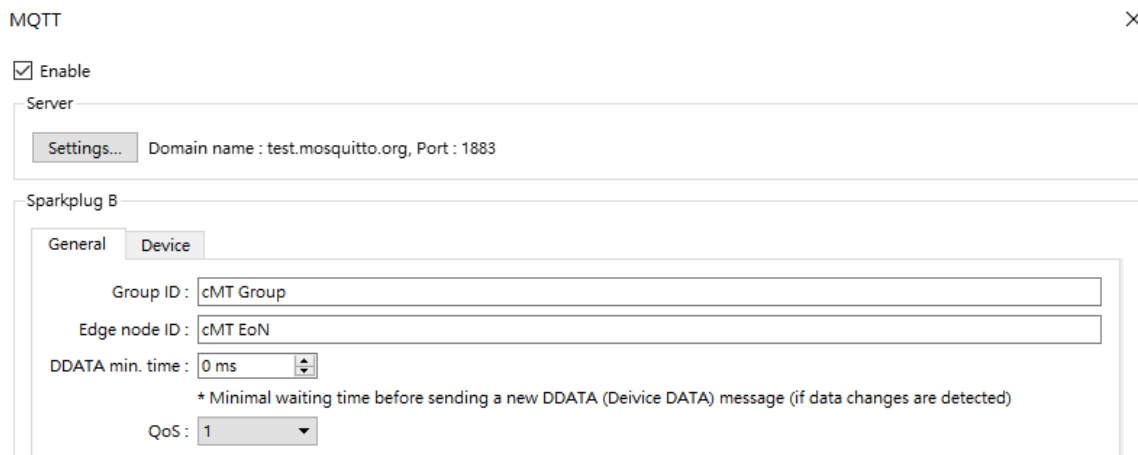 MQTT
Enable
Server
Settings... Domain name : test.mosquitto.org, Port : 1883
Sparkplug B
General Device
Group ID : cMT Group
Edge node ID : cMT EoN
DDATA min. time : 0 ms
* Minimal waiting time before sending a new DDATA (Deivice DATA) message (if data changes are detected)
QoS : 1